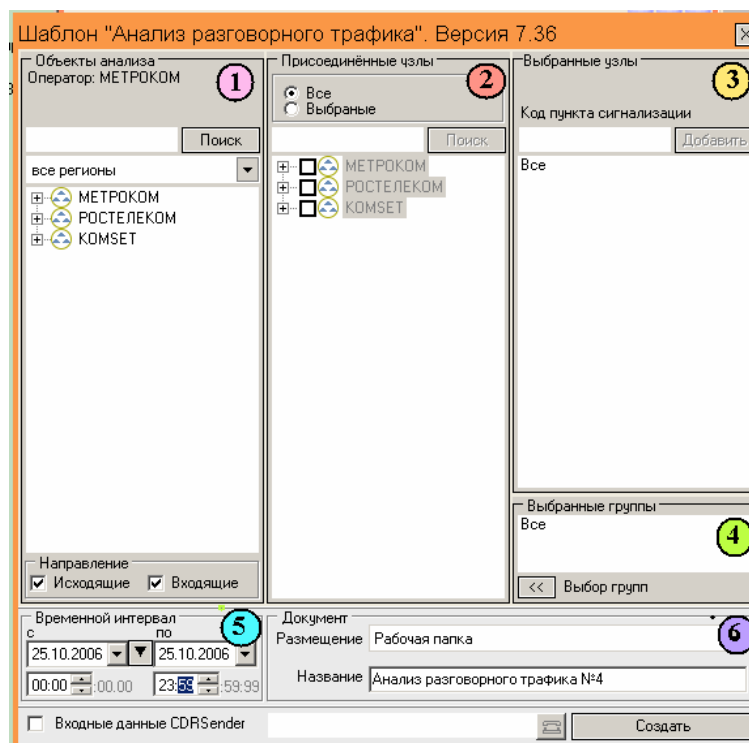 Шаблон "Анализ разговорного трафика". Версия 7.36
Объекты анализа
Оператор: МЕТРОКОМ
1
Поиск
все регионы
МЕТРОКОМ
РОСТЕЛЕКОМ
KOMSET
Направление
Исходящие Входящие
Присоединённые узлы
2
Все
Выбраные
Поиск
МЕТРОКОМ
РОСТЕЛЕКОМ
KOMSET
Выбранные узлы
3
Код пункта сигнализации
Добавить
Все
Выбранные группы
Все
4
<< Выбор групп
Временной интервал
5
с по
25.10.2006 25.10.2006
00:00 :00.00 23:59 :59:99
Документ
6
Размещение Рабочая папка
Название Анализ разговорного трафика №4
Входные данные CDRSender
Создать